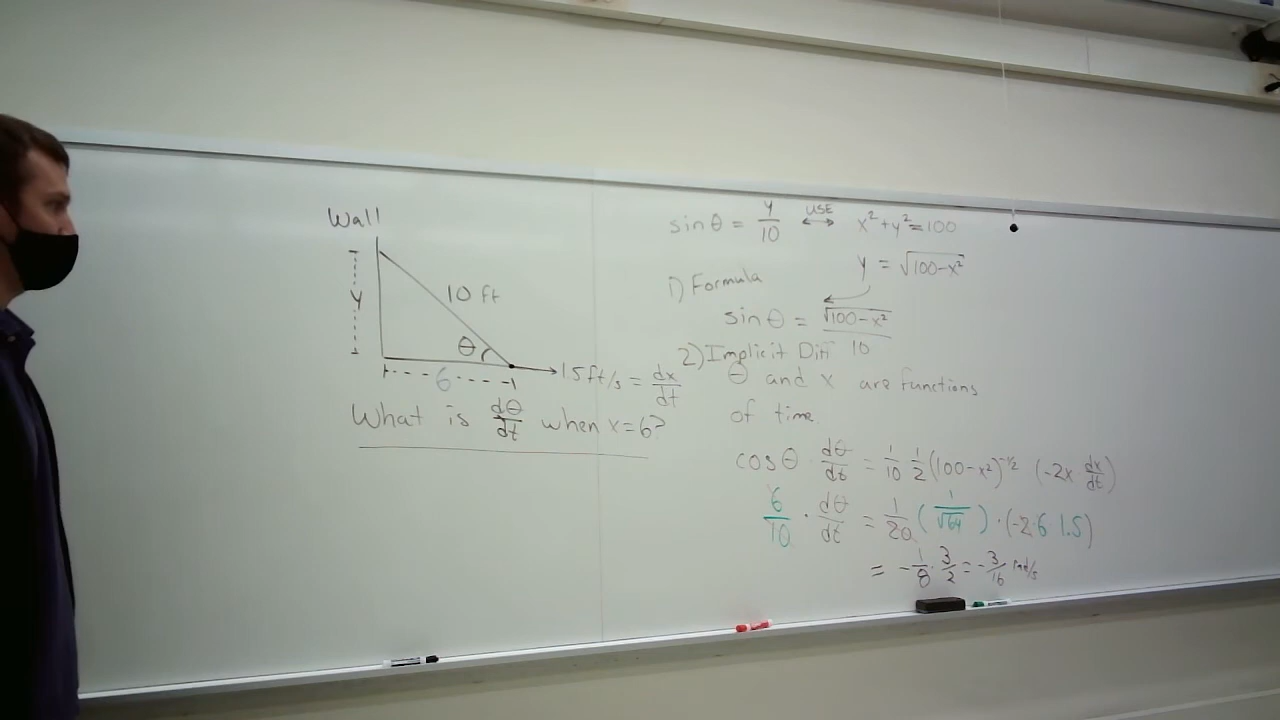 Wall
y
10 ft
θ
6
1.5 ft/s = dx/dt
What is dθ/dt when x=6?
sin θ = y/10 ↔ USE x² + y² = 100
y = √(100-x²)
1) Formula
sin θ = √(100-x²)/10
2) Implicit Diff
θ and x are functions
of time.
cos θ · dθ/dt = 1/10 · 1/2 (100-x²)^(-1/2) (-2x dx/dt)
6/10 · dθ/dt = 1/20 (1/√64) · (-2·6 1.5)
= -1/8 · 3/2 = -3/16 rad/s